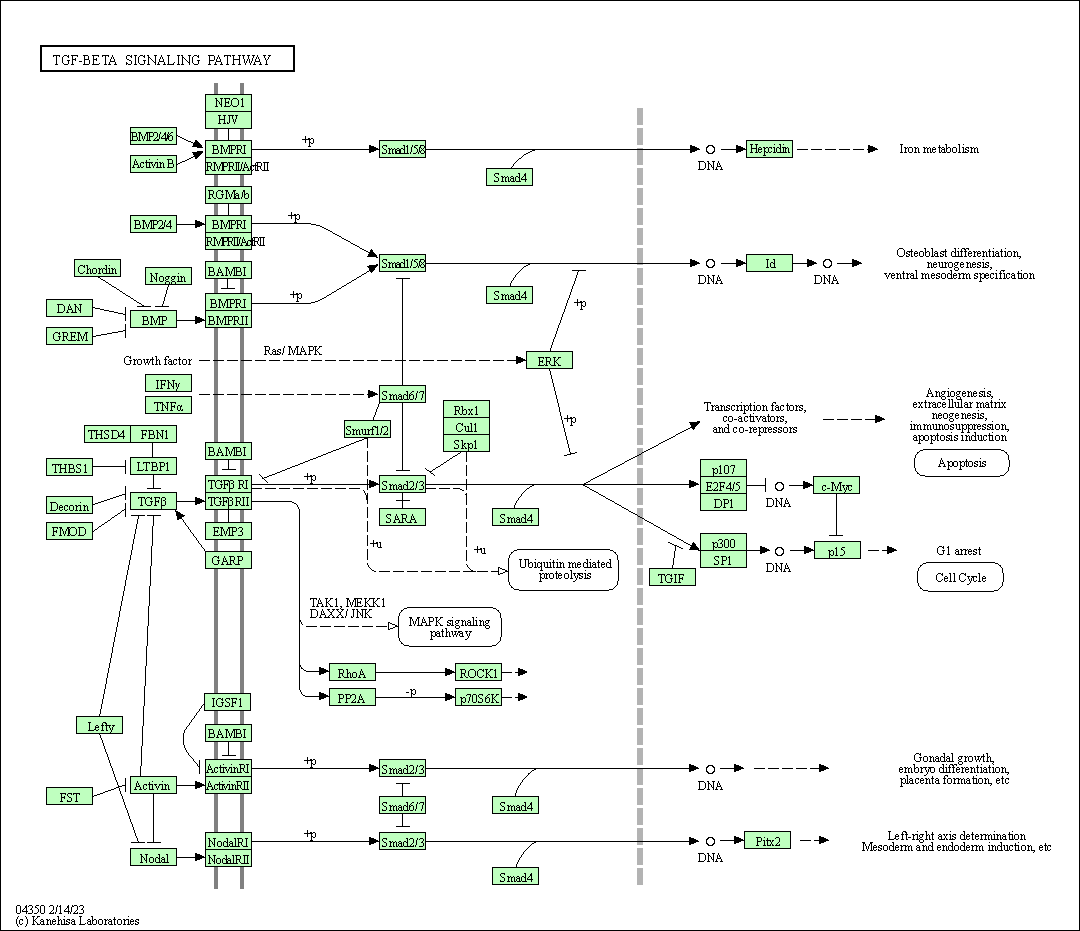 TGF-BETA SIGNALING PATHWAY
NEO1
HJV
BMP2/4/6
Activin B
BMPRI
BMPRII/ActRII
+p
Smad1/5/8
Smad4
DNA
Hepcidin
Iron metabolism
RGMa/b
BMP2/4
BMPRI
BMPRII/ActRII
+p
Smad1/5/8
Smad4
DNA
Id
DNA
Osteoblast differentiation,
neurogenesis,
ventral mesoderm specification
Chordin
Noggin
BAMBI
DAN
GREM
BMP
BMPRI
BMPRII
+p
+p
Growth factor
Ras/ MAPK
ERK
IFNγ
TNFα
Smad6/7
Rbx1
Cul1
Skp1
Smurf1/2
+p
Transcription factors,
co-activators,
and co-repressors
Angiogenesis,
extracellular matrix
neogenesis,
immunosuppression,
apoptosis induction
Apoptosis
THSD4
FBN1
BAMBI
THBS1
LTBP1
TGFβ RI
TGFβRII
+p
Smad2/3
SARA
Smad4
p107
E2F4/5
DP1
DNA
c-Myc
Decorin
FMOD
TGFβ
EMP3
GARP
+u
+u
Ubiquitin mediated
proteolysis
TGIF
p300
SP1
DNA
p15
G1 arrest
Cell Cycle
TAK1, MEKK1
DAXX/ JNK
MAPK signaling
pathway
RhoA
ROCK1
PP2A
-p
p70S6K
IGSF1
Lefty
BAMBI
FST
Activin
ActivinRI
ActivinRII
+p
Smad2/3
Smad6/7
Smad4
DNA
Gonadal growth,
embryo differentiation,
placenta formation, etc
Nodal
NodalRI
NodalRII
+p
Smad2/3
Smad4
DNA
Pitx2
Left-right axis determination
Mesoderm and endoderm induction, etc
04350 2/14/23
(c) Kanehisa Laboratories